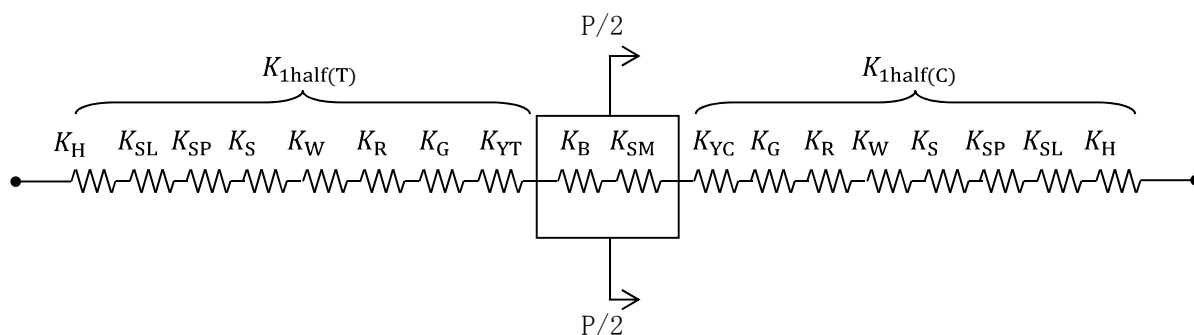 P/2
K1half(T)
K1half(C)
KH KSL KSP KS KW KR KG KYT KB KSM KYC KG KR KW KS KSP KSL KH
P/2